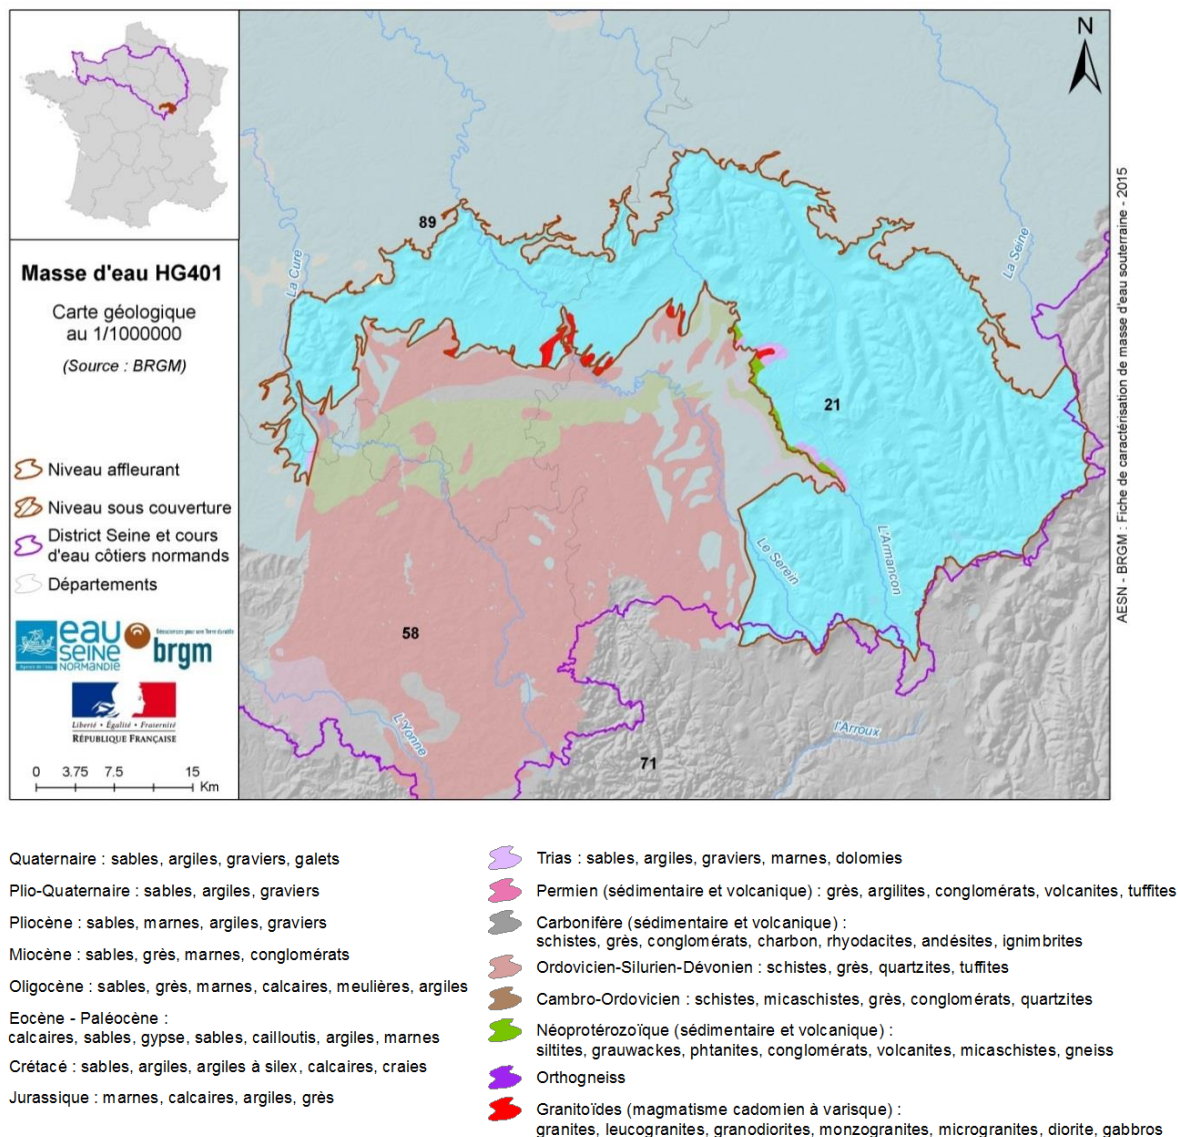 Masse d'eau HG401
Carte géologique
au 1/1000000
(Source : BRGM)
Niveau affleurant
Niveau sous couverture
District Seine et cours
d'eau côtiers normands
Départements
eau
SEINE
NORMANDIE
Géosciences pour une Terre durable
brgm
Liberté • Égalité • Fraternité
RÉPUBLIQUE FRANÇAISE
0 3.75 7.5 15
Km
N
89
La Cure
La Seine
21
Le Serein
L'Armancon
58
L'Yonne
l'Arroux
71
AESN - BRGM : Fiche de caractérisation de masse d'eau souterraine - 2015
Quaternaire : sables, argiles, graviers, galets
Plio-Quaternaire : sables, argiles, graviers
Pliocène : sables, marnes, argiles, graviers
Miocène : sables, grès, marnes, conglomérats
Oligocène : sables, grès, marnes, calcaires, meulières, argiles
Eocène - Paléocène :
calcaires, sables, gypse, sables, cailloutis, argiles, marnes
Crétacé : sables, argiles, argiles à silex, calcaires, craies
Jurassique : marnes, calcaires, argiles, grès
Trias : sables, argiles, graviers, marnes, dolomies
Permien (sédimentaire et volcanique) : grès, argilites, conglomérats, volcanites, tuffites
Carbonifère (sédimentaire et volcanique) :
schistes, grès, conglomérats, charbon, rhyodacites, andésites, ignimbrites
Ordovicien-Silurien-Dévonien : schistes, grès, quartzites, tuffites
Cambro-Ordovicien : schistes, micaschistes, grès, conglomérats, quartzites
Néoprotérozoïque (sédimentaire et volcanique) :
siltites, grauwackes, phtanites, conglomérats, volcanites, micaschistes, gneiss
Orthogneiss
Granitoïdes (magmatisme cadomien à varisque) :
granites, leucogranites, granodiorites, monzogranites, microgranites, diorite, gabbros